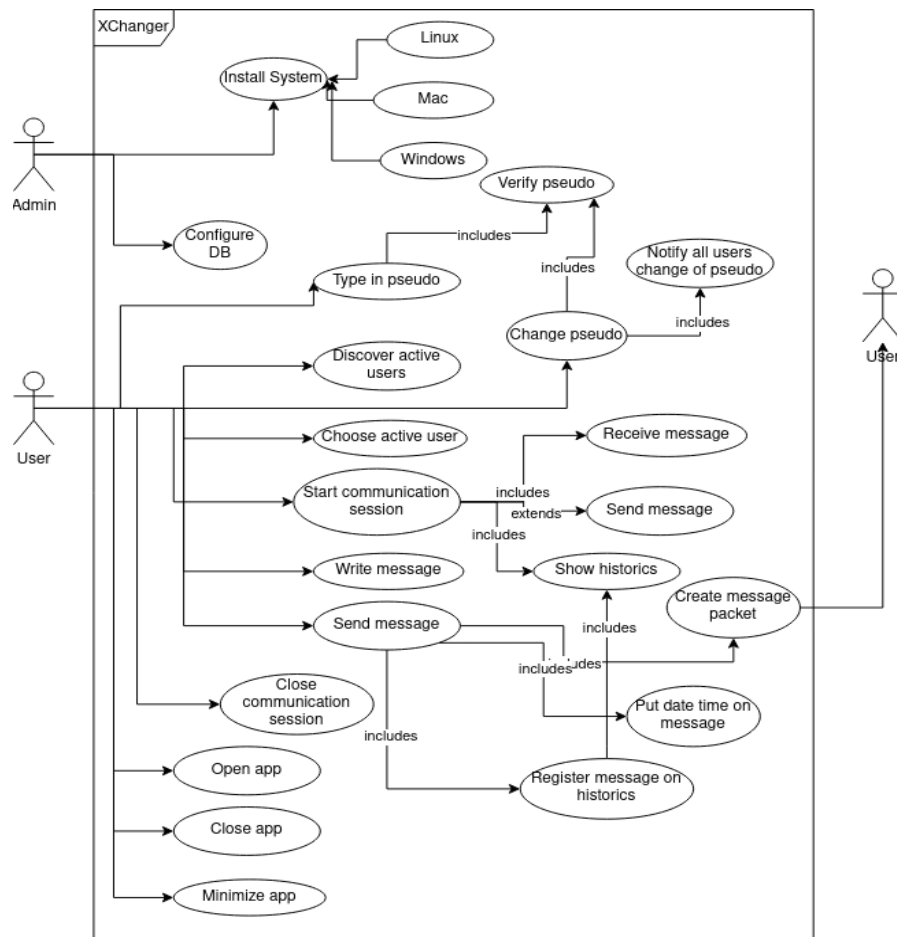 XChanger
Linux
Install System
Mac
Windows
Admin
Verify pseudo
includes
Configure
DB
Type in pseudo
includes
Notify all users
change of pseudo
Change pseudo
includes
User
Discover active
users
User
Choose active user
Receive message
Start communication
session
includes
extends
Send message
includes
Write message
Show historics
Create message
packet
Send message
includes
includes
Close
communication
session
Put date time on
message
includes
Open app
Register message on
historics
Close app
Minimize app